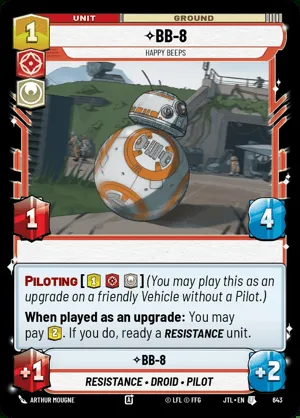 UNIT
GROUND
1
✧BB-8
HAPPY BEEPS
1
4
PILOTING [1] (You may play this as an
upgrade on a friendly Vehicle without a Pilot.)
When played as an upgrade: You may
pay 2. If you do, ready a RESISTANCE unit.
✧BB-8
+1
+2
RESISTANCE • DROID • PILOT
ARTHUR MOUGNE
© LFL © FFG
JTL • EN
643